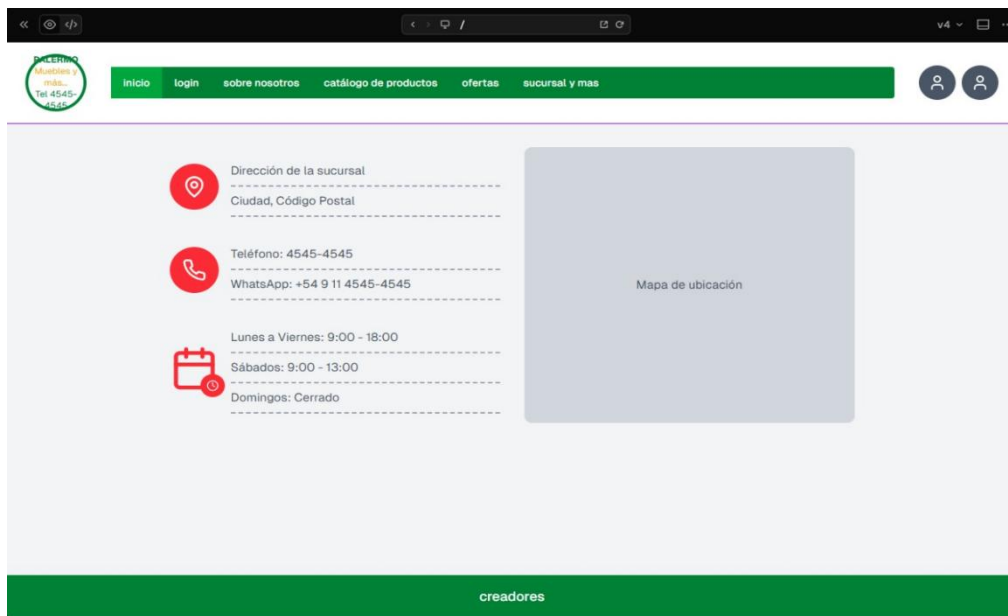 /
v4
PALERMO
Muebles y
más...
Tel 4545-
4545
inicio login sobre nosotros catálogo de productos ofertas sucursal y mas
Dirección de la sucursal
Ciudad, Código Postal
Teléfono: 4545-4545
WhatsApp: +54 9 11 4545-4545
Lunes a Viernes: 9:00 - 18:00
Sábados: 9:00 - 13:00
Domingos: Cerrado
Mapa de ubicación
creadores